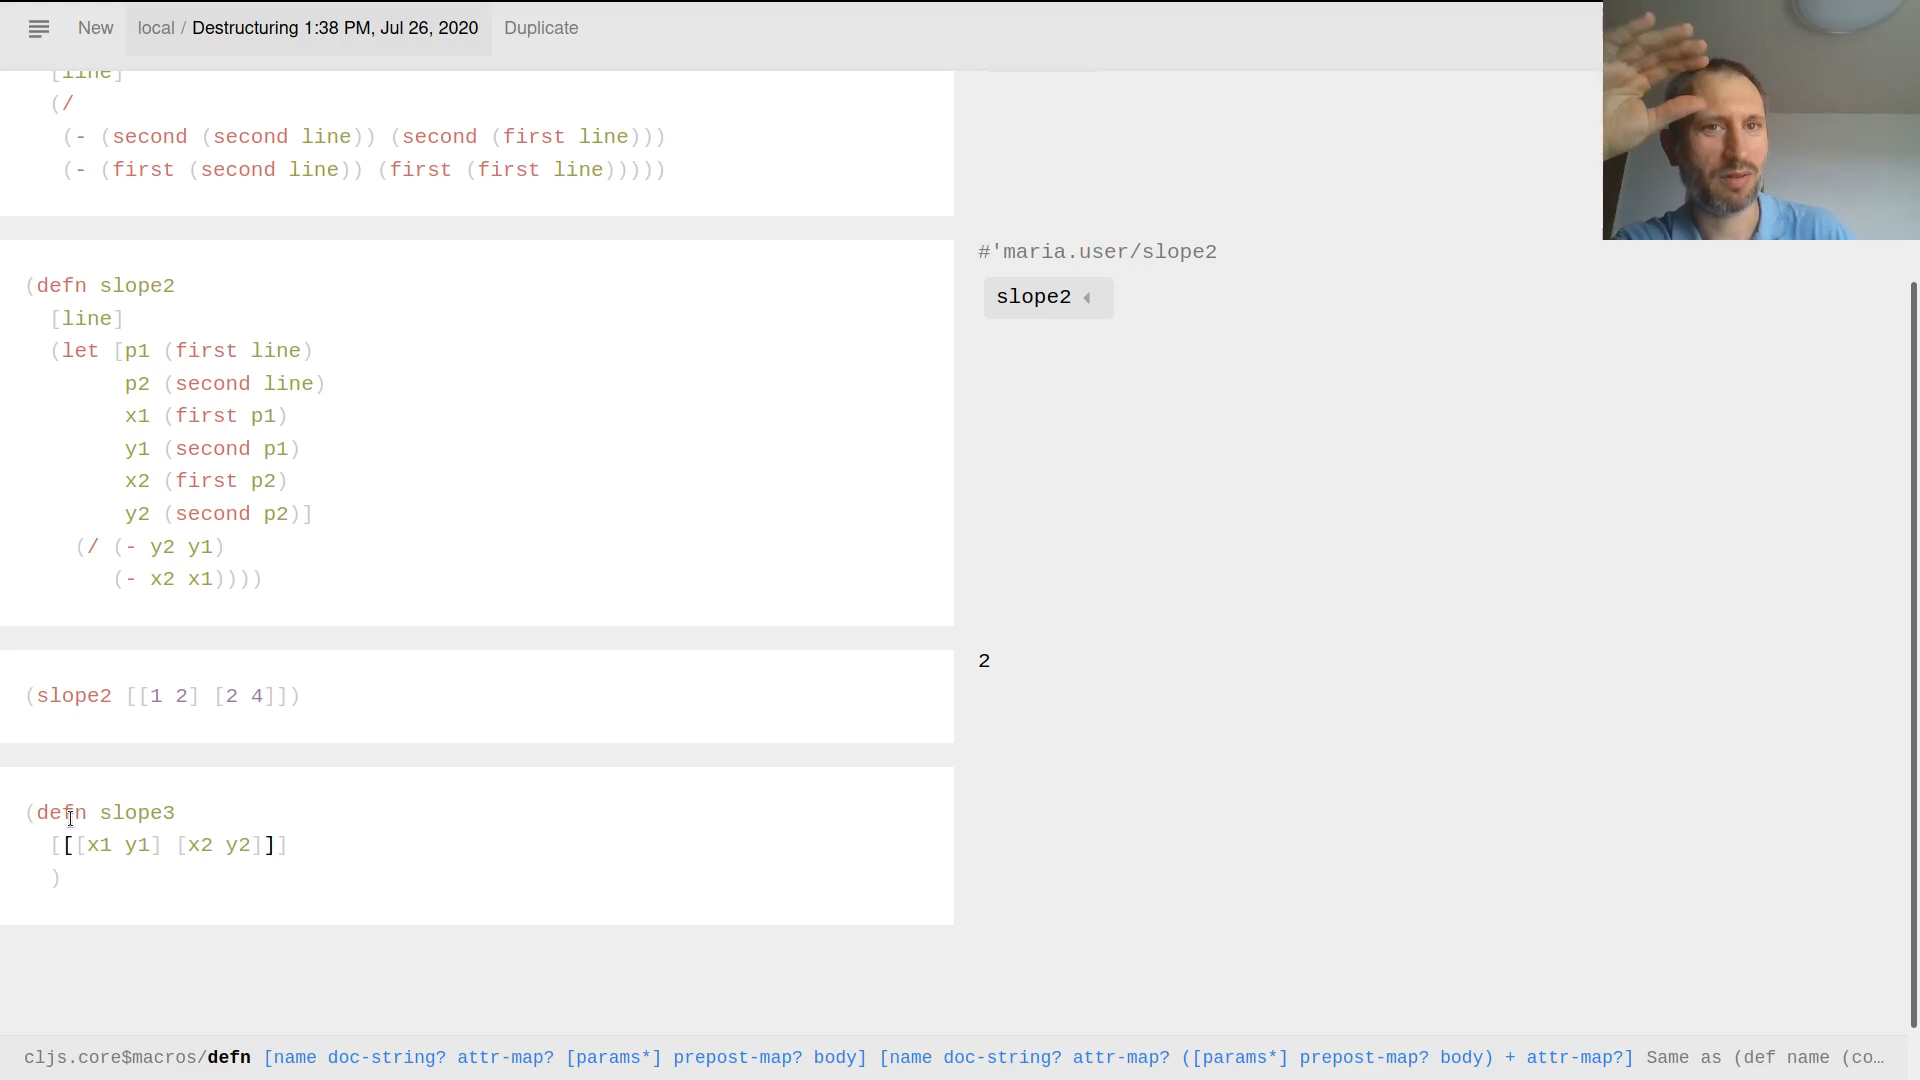 New local / Destructuring 1:38 PM, Jul 26, 2020 Duplicate
[line]
(/
(- (second (second line)) (second (first line)))
(- (first (second line)) (first (first line)))))
(defn slope2
[line]
(let [p1 (first line)
p2 (second line)
x1 (first p1)
y1 (second p1)
x2 (first p2)
y2 (second p2)]
(/ (- y2 y1)
(- x2 x1))))
#'maria.user/slope2
slope2
(slope2 [[1 2] [2 4]])
2
(defn slope3
[[[x1 y1] [x2 y2]]]
)
cljs.core$macros/defn [name doc-string? attr-map? [params*] prepost-map? body] [name doc-string? attr-map? ([params*] prepost-map? body) + attr-map?] Same as (def name (co…